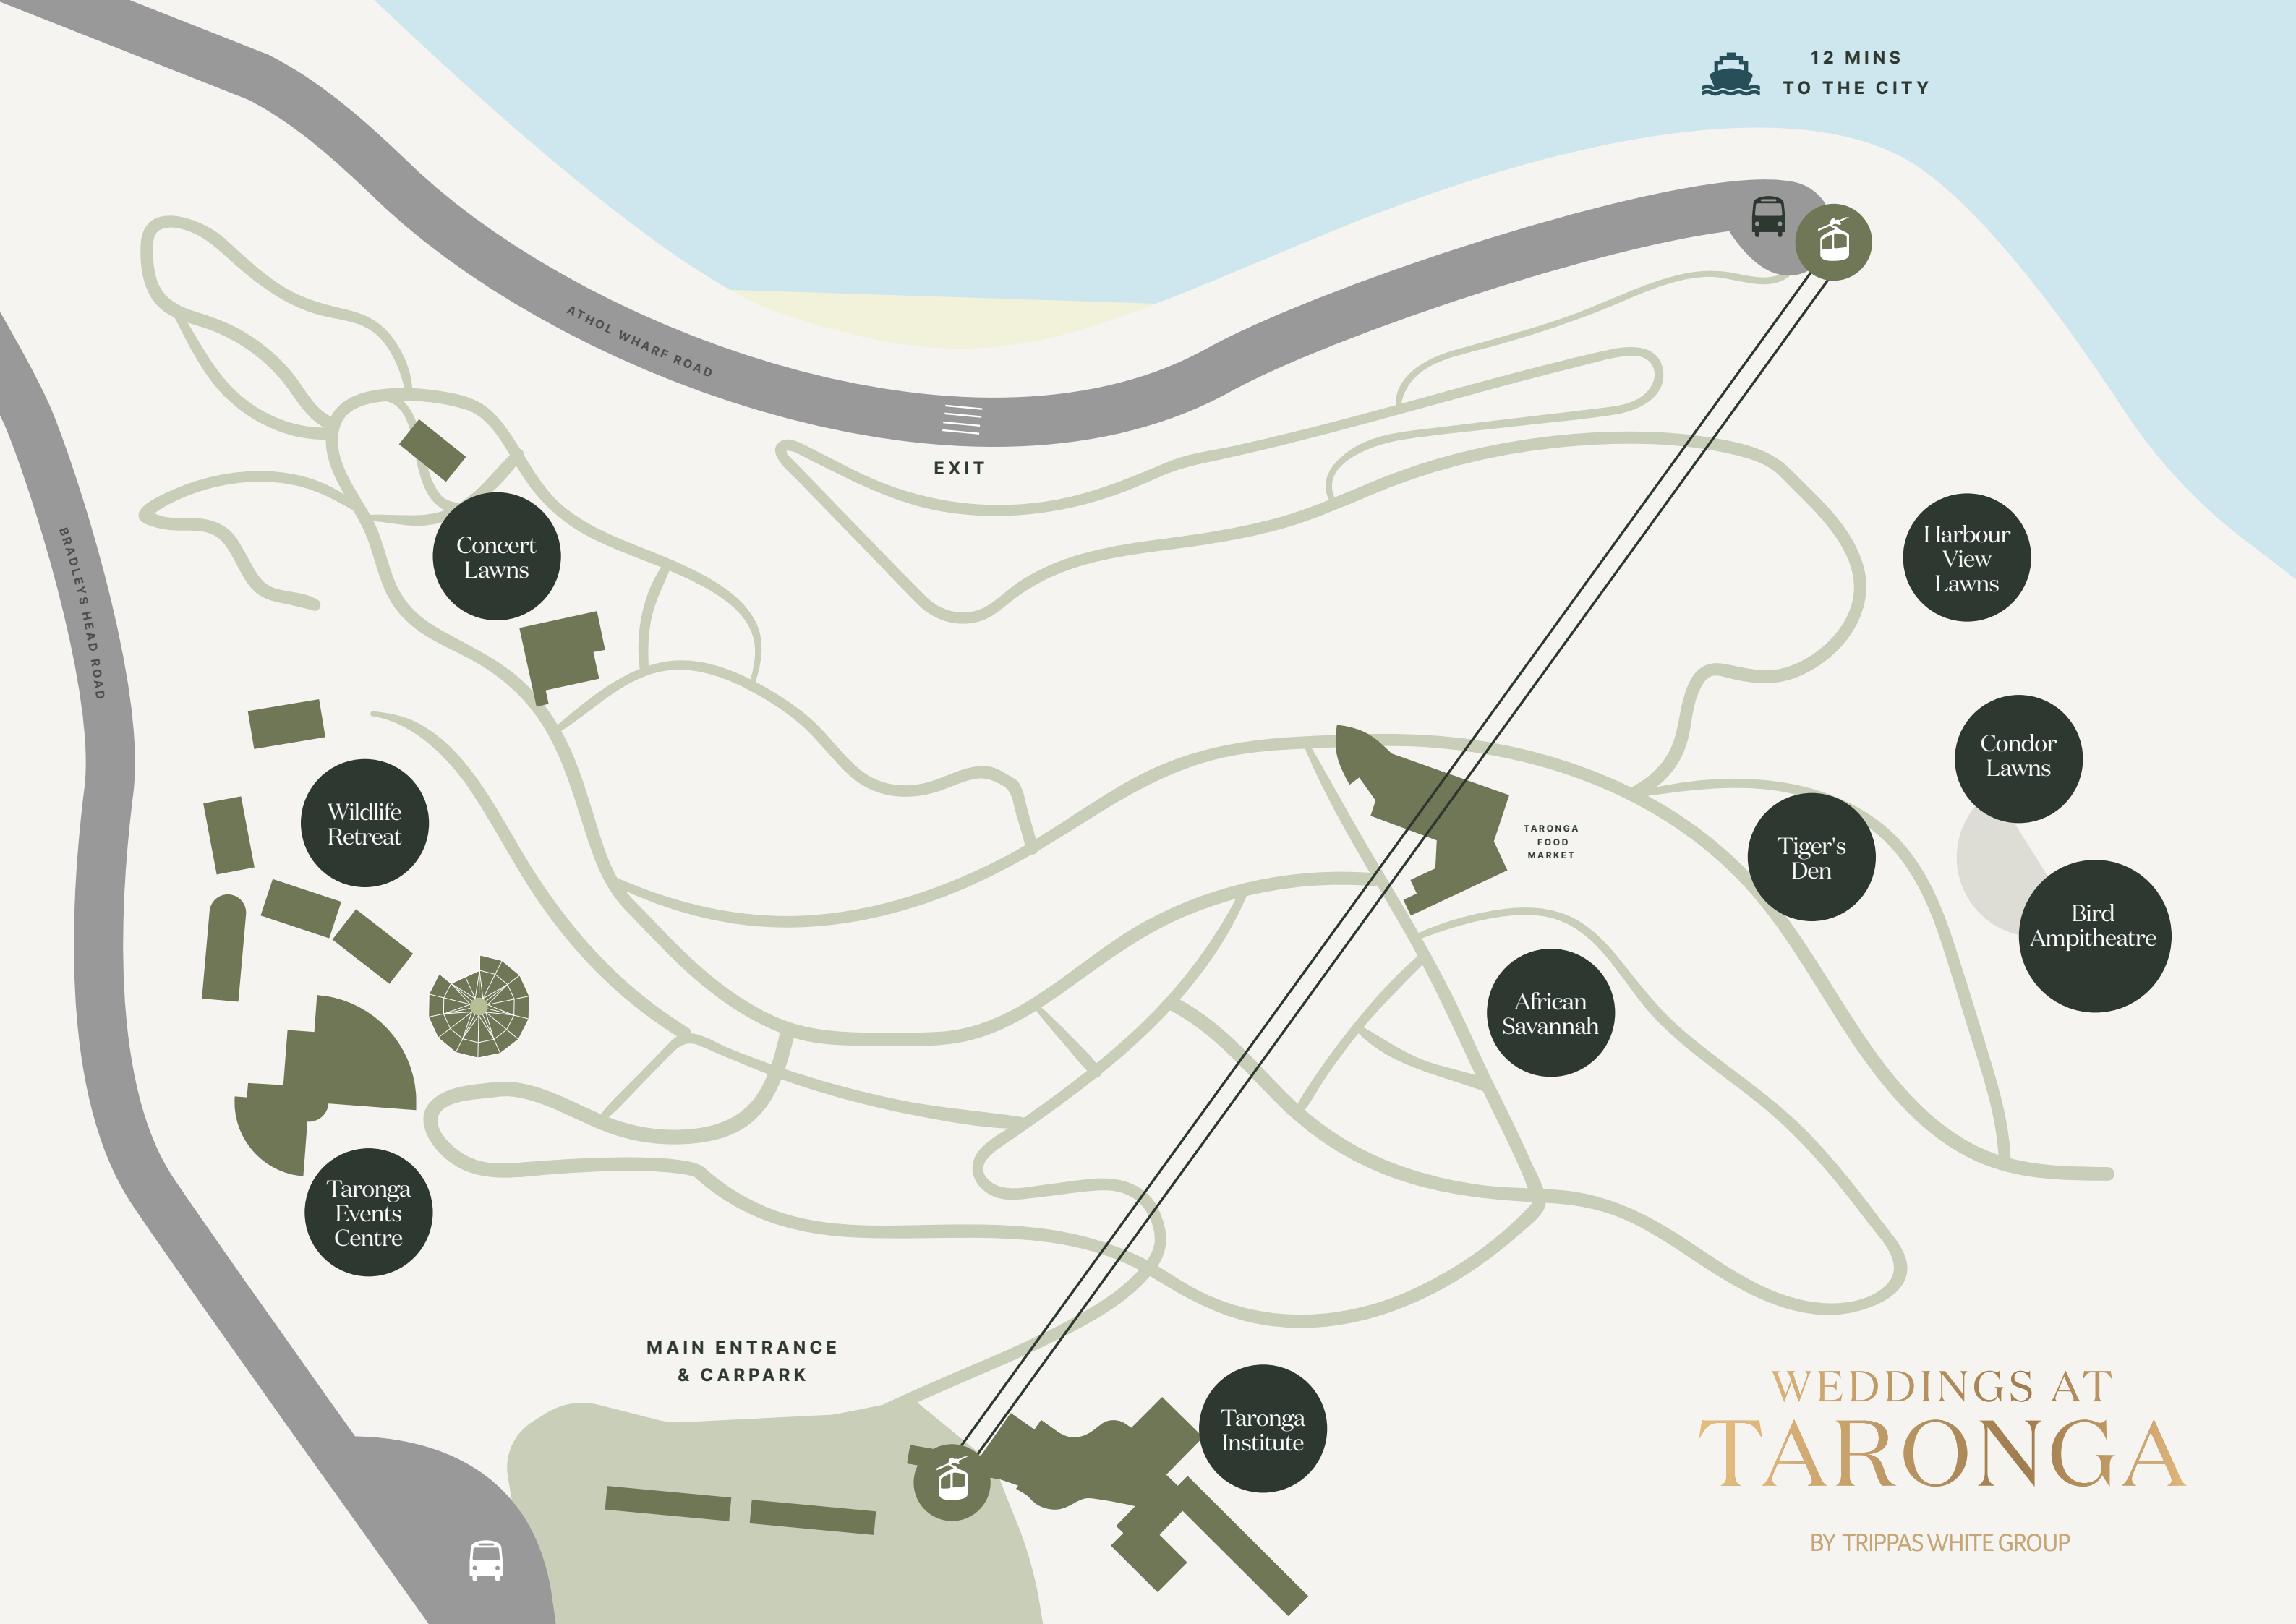 12 MINS
TO THE CITY
ATHOL WHARF ROAD
EXIT
BRADLEYS HEAD ROAD
Concert
Lawns
Harbour
View
Lawns
Condor
Lawns
Wildlife
Retreat
TARONGA
FOOD
MARKET
Tiger's
Den
Bird
Ampitheatre
African
Savannah
Taronga
Events
Centre
MAIN ENTRANCE
& CARPARK
Taronga
Institute
WEDDINGS AT
TARONGA
BY TRIPPAS WHITE GROUP